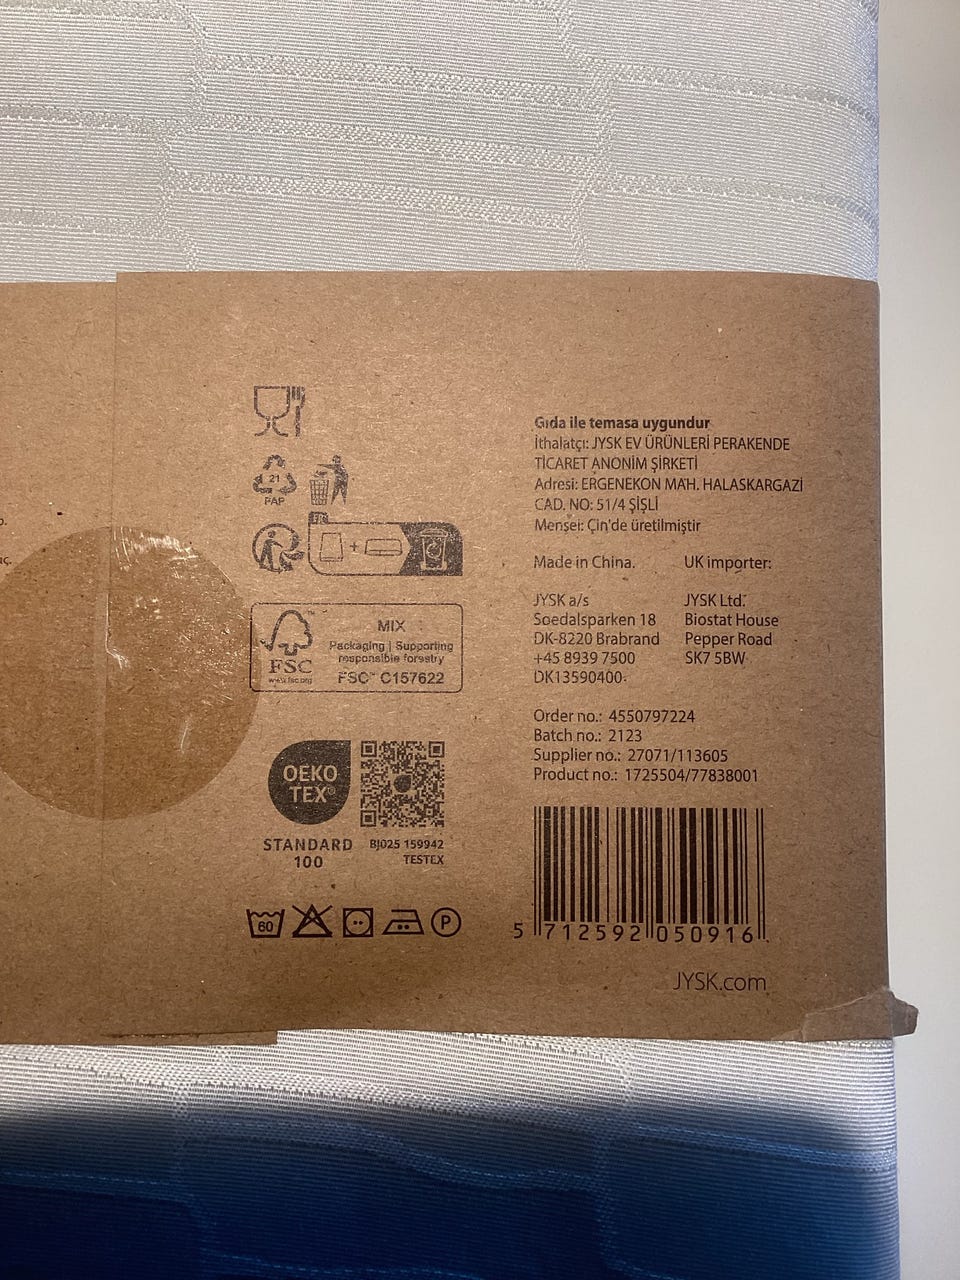 21
PAP
FR
FSC
www.fsc.org
MIX
Packaging | Supporting
responsible forestry
FSC™ C157622
OEKO
TEX®
STANDARD
100
BJ025 159942
TESTEX
60
P
Gıda ile temasa uygundur
İthalatçı: JYSK EV ÜRÜNLERİ PERAKENDE
TİCARET ANONİM ŞİRKETİ
Adresi: ERGENEKON MAH. HALASKARGAZİ
CAD. NO: 51/4 ŞİŞLİ
Menşei: Çin'de üretilmiştir
Made in China.
JYSK a/s
Soedalsparken 18
DK-8220 Brabrand
+45 8939 7500
DK13590400
UK importer:
JYSK Ltd.
Biostat House
Pepper Road
SK7 5BW
Order no.: 4550797224
Batch no.: 2123
Supplier no.: 27071/113605
Product no.: 1725504/77838001
5 712592 050916
JYSK.com